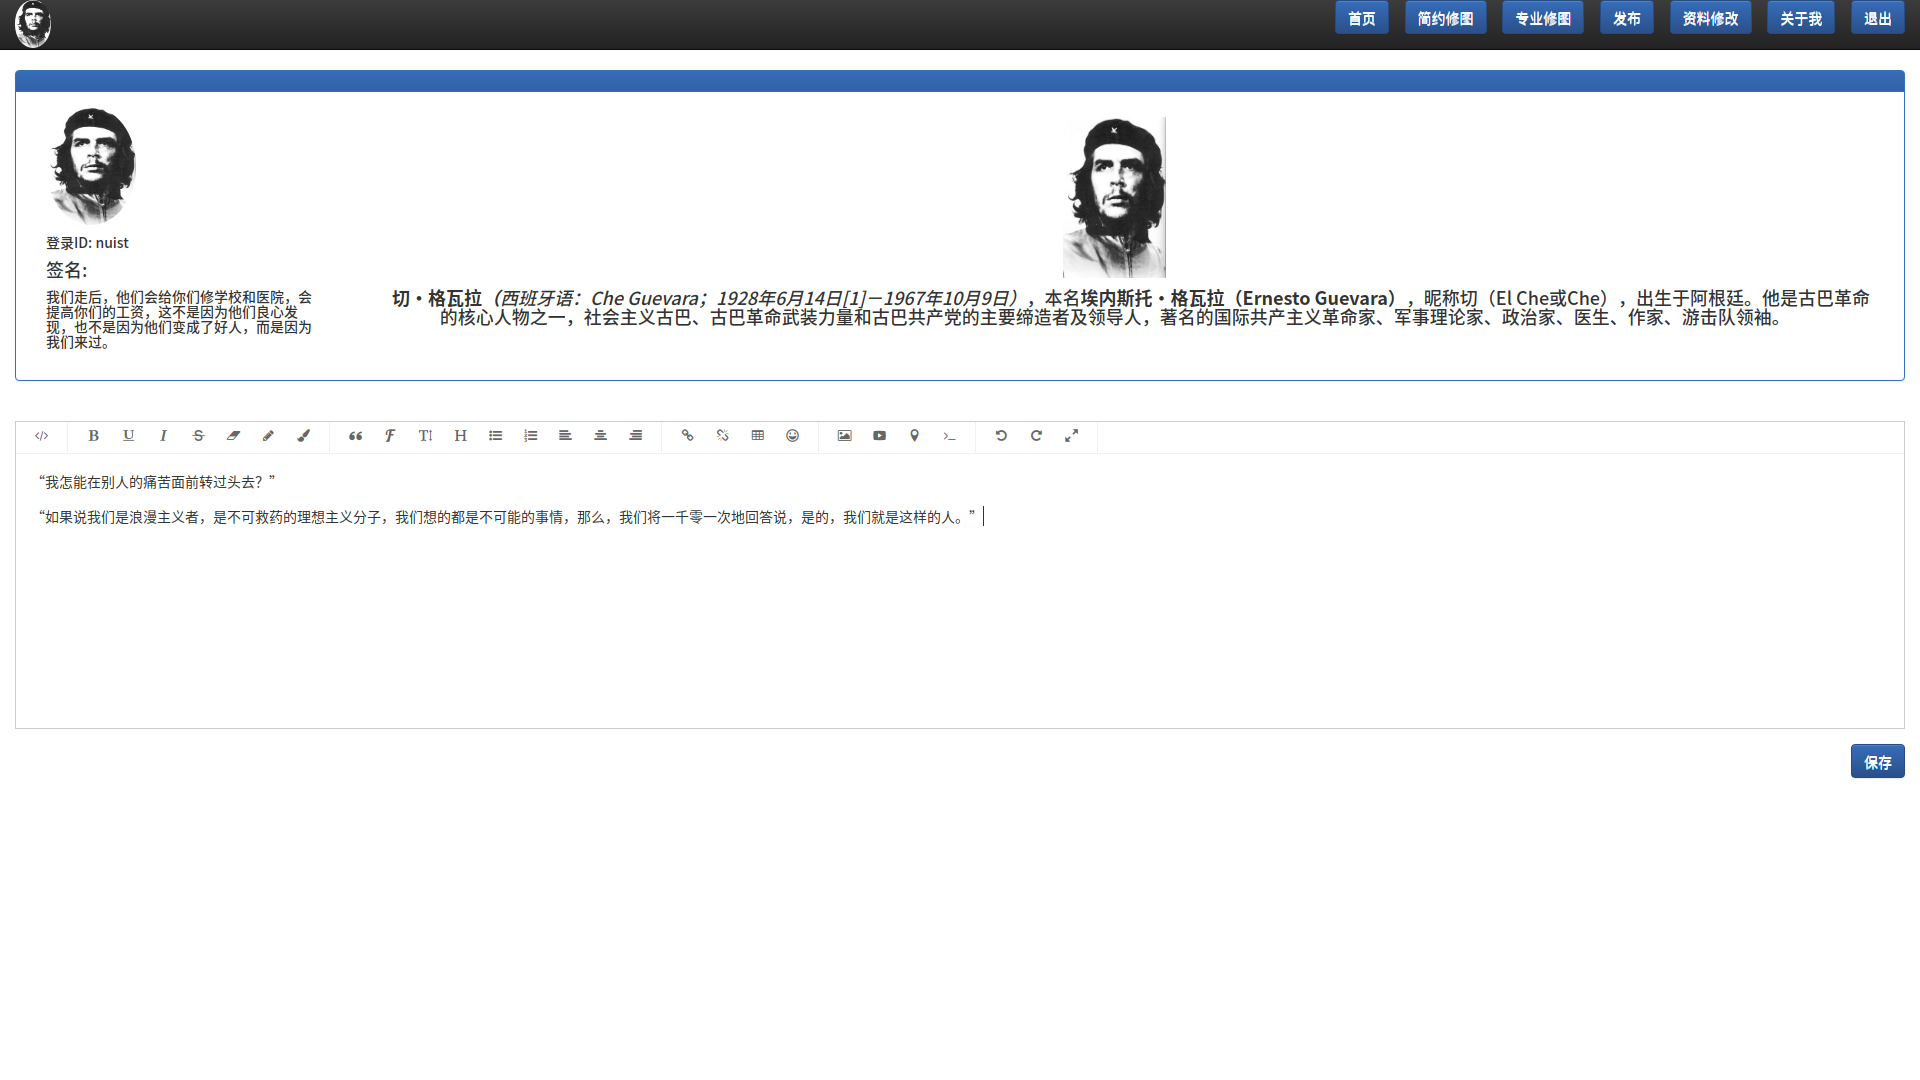 首页 简约修图 专业修图 发布 资料修改 关于我 退出
登录ID: nuist
签名:
我们走后，他们会给你们修学校和医院，会
提高你们的工资，这不是因为他们良心发
现，也不是因为他们变成了好人，而是因为
我们来过。
切·格瓦拉（西班牙语：Che Guevara；1928年6月14日[1]－1967年10月9日），本名埃内斯托·格瓦拉（Ernesto Guevara），昵称切（El Che或Che），出生于阿根廷。他是古巴革命
的核心人物之一，社会主义古巴、古巴革命武装力量和古巴共产党的主要缔造者及领导人，著名的国际共产主义革命家、军事理论家、政治家、医生、作家、游击队领袖。
“我怎能在别人的痛苦面前转过头去？”
“如果说我们是浪漫主义者，是不可救药的理想主义分子，我们想的都是不可能的事情，那么，我们将一千零一次地回答说，是的，我们就是这样的人。”
保存